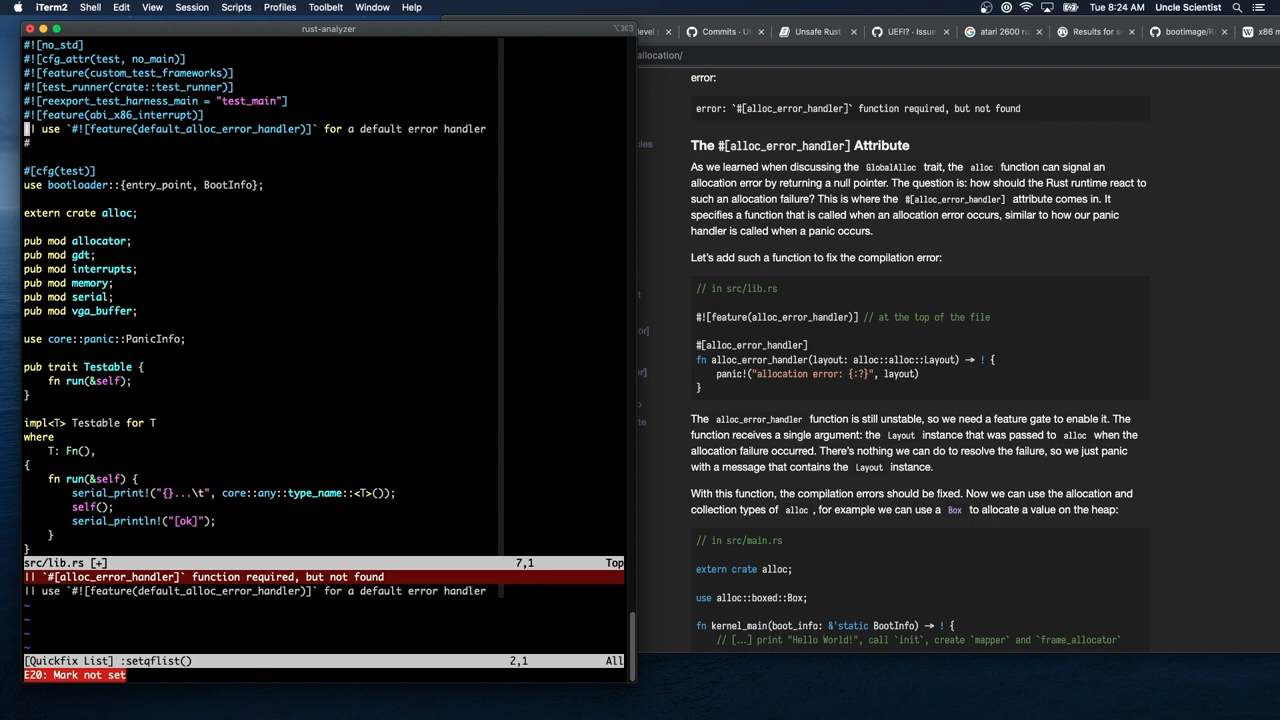 iTerm2 Shell Edit View Session Scripts Profiles Toolbelt Window Help Tue 8:24 AM Uncle Scientist
rust-analyzer ⌥⌘3
#![no_std]
#![cfg_attr(test, no_main)]
#![feature(custom_test_frameworks)]
#![test_runner(crate::test_runner)]
#![reexport_test_harness_main = "test_main"]
#![feature(abi_x86_interrupt)]
|| use `#![feature(default_alloc_error_handler)]` for a default error handler
#
#[cfg(test)]
use bootloader::{entry_point, BootInfo};
extern crate alloc;
pub mod allocator;
pub mod gdt;
pub mod interrupts;
pub mod memory;
pub mod serial;
pub mod vga_buffer;
use core::panic::PanicInfo;
pub trait Testable {
    fn run(&self);
}
impl<T> Testable for T
where
    T: Fn(),
{
    fn run(&self) {
        serial_print!("{}...\t", core::any::type_name::<T>());
        self();
        serial_println!("[ok]");
    }
}
src/lib.rs [+] 7,1 Top
|| `#[alloc_error_handler]` function required, but not found
|| use `#![feature(default_alloc_error_handler)]` for a default error handler
~
~
~
~
[Quickfix List] :setqflist() 2,1 All
E20: Mark not set
evel Commits · Un Unsafe Rust UEFI? · Issue atari 2600 ru Results for s bootimage/R x86 m
allocation/
error:
error: `#[alloc_error_handler]` function required, but not found
The #[alloc_error_handler] Attribute
As we learned when discussing the GlobalAlloc trait, the alloc function can signal an
allocation error by returning a null pointer. The question is: how should the Rust runtime react to
such an allocation failure? This is where the #[alloc_error_handler] attribute comes in. It
specifies a function that is called when an allocation error occurs, similar to how our panic
handler is called when a panic occurs.
Let's add such a function to fix the compilation error:
// in src/lib.rs
#![feature(alloc_error_handler)] // at the top of the file
#[alloc_error_handler]
fn alloc_error_handler(layout: alloc::alloc::Layout) -> ! {
    panic!("allocation error: {:?}", layout)
}
The alloc_error_handler function is still unstable, so we need a feature gate to enable it. The
function receives a single argument: the Layout instance that was passed to alloc when the
allocation failure occurred. There's nothing we can do to resolve the failure, so we just panic
with a message that contains the Layout instance.
With this function, the compilation errors should be fixed. Now we can use the allocation and
collection types of alloc , for example we can use a Box to allocate a value on the heap:
// in src/main.rs
extern crate alloc;
use alloc::boxed::Box;
fn kernel_main(boot_info: &'static BootInfo) -> ! {
    // […] print "Hello World!", call `init`, create `mapper` and `frame_allocator`